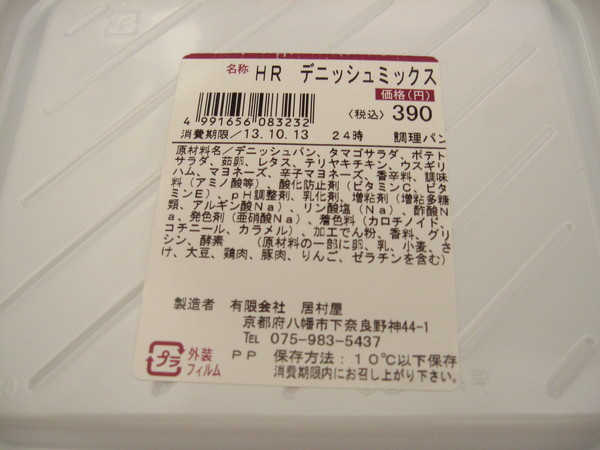 名称 HR デニッシュミックス
価格(円)
〈税込〉 390
4 991656 083232
消費期限/13.10.13 24時 調理パン
原材料名/デニッシュパン、タマゴサラダ、ポテト
サラダ、茹卵、レタス、テリヤキチキン、ウスギリ
ハム、マヨネーズ、辛子マヨネーズ、香辛料、調味
料(アミノ酸等)、酸化防止剤(ビタミンC、ビタ
ミンE)、pH調整剤、乳化剤、増粘剤(増粘多糖
類、アルギン酸Na)、リン酸塩(Na)、酢酸N
a、発色剤(亜硝酸Na)、着色料(カロチノイド、
コチニール、カラメル)、加工でん粉、香料、グリ
シン、酵素 (原材料の一部に卵、乳、小麦、さ
け、大豆、鶏肉、豚肉、りんご、ゼラチンを含む)
製造者 有限会社 居村屋
京都府八幡市下奈良野神44-1
TEL 075-983-5437
プラ 外装 PP 保存方法:10℃以下保存
フィルム 消費期限内にお召し上がり下さい。